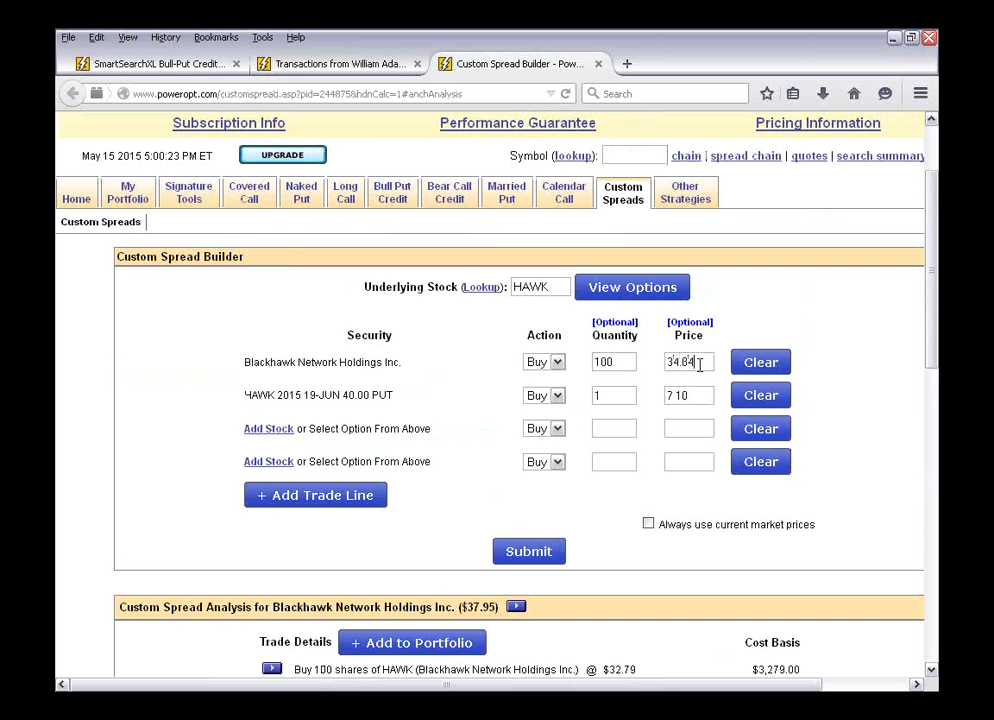 File Edit View History Bookmarks Tools Help
SmartSearchXL Bull-Put Credit... × Transactions from William Ada... × Custom Spread Builder - Pow... × +
www.poweropt.com/customspread.asp?pid=244875&hdnCalc=1#anchAnalysis Search
Subscription Info Performance Guarantee Pricing Information
May 15 2015 5:00:23 PM ET UPGRADE Symbol (lookup): chain | spread chain | quotes | search summary
Home My Portfolio Signature Tools Covered Call Naked Put Long Call Bull Put Credit Bear Call Credit Married Put Calendar Call Custom Spreads Other Strategies
Custom Spreads
Custom Spread Builder
Underlying Stock (Lookup): HAWK View Options
[Optional] [Optional]
Security Action Quantity Price
Blackhawk Network Holdings Inc. Buy 100 34.84 Clear
HAWK 2015 19-JUN 40.00 PUT Buy 1 7 10 Clear
Add Stock or Select Option From Above Buy Clear
Add Stock or Select Option From Above Buy Clear
+ Add Trade Line
Always use current market prices
Submit
Custom Spread Analysis for Blackhawk Network Holdings Inc. ($37.95)
Trade Details + Add to Portfolio Cost Basis
Buy 100 shares of HAWK (Blackhawk Network Holdings Inc.) @ $32.79 $3,279.00